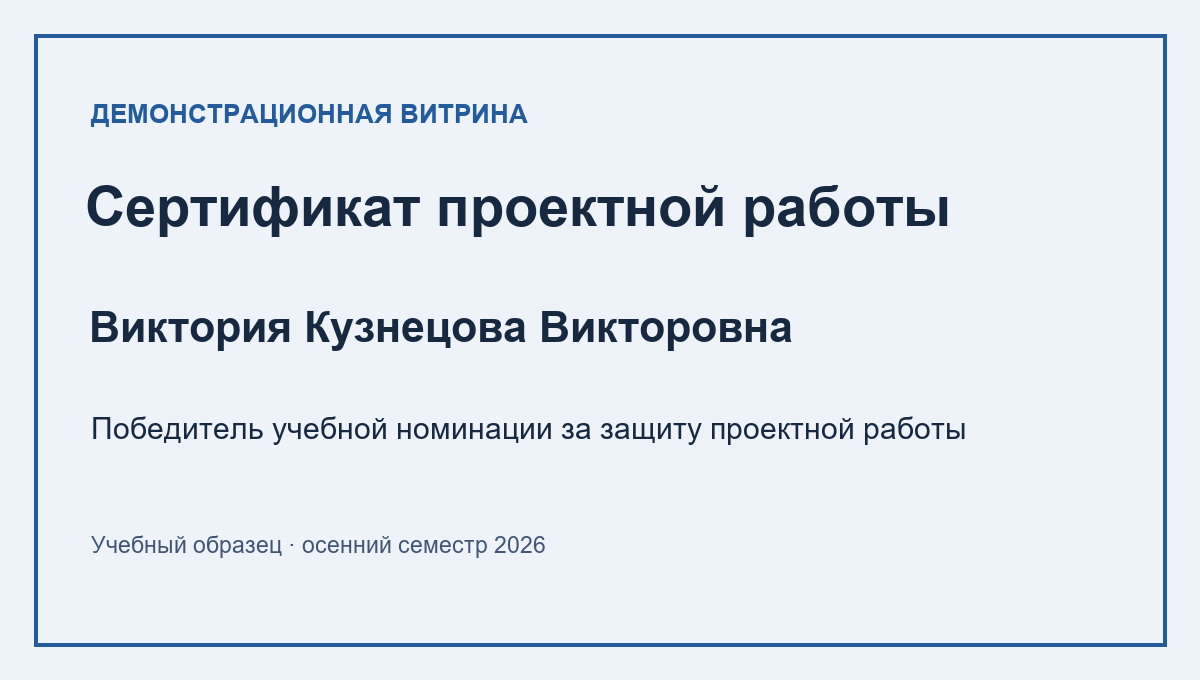 ДЕМОНСТРАЦИОННАЯ ВИТРИНА
Сертификат проектной работы
Виктория Кузнецова Викторовна
Победитель учебной номинации за защиту проектной работы
Учебный образец · осенний семестр 2026